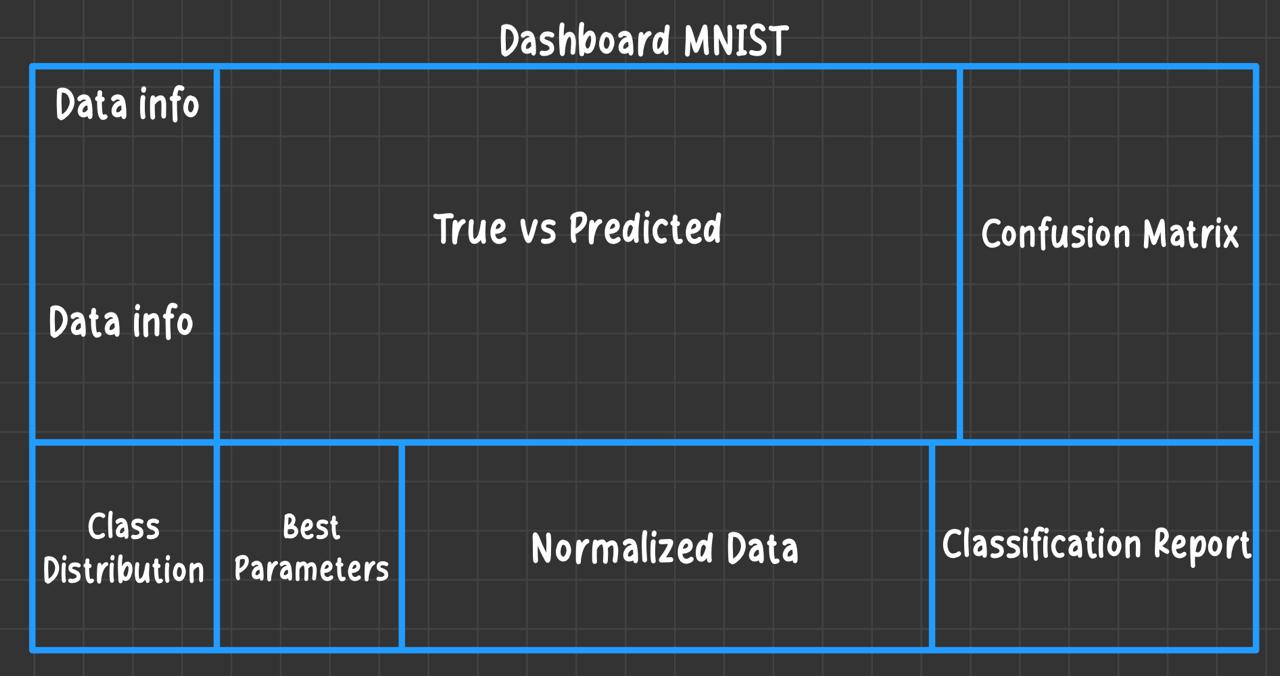 Dashboard MNIST
Data info
True vs Predicted
Confusion Matrix
Data info
Class
Distribution
Best
Parameters
Normalized Data
Classification Report